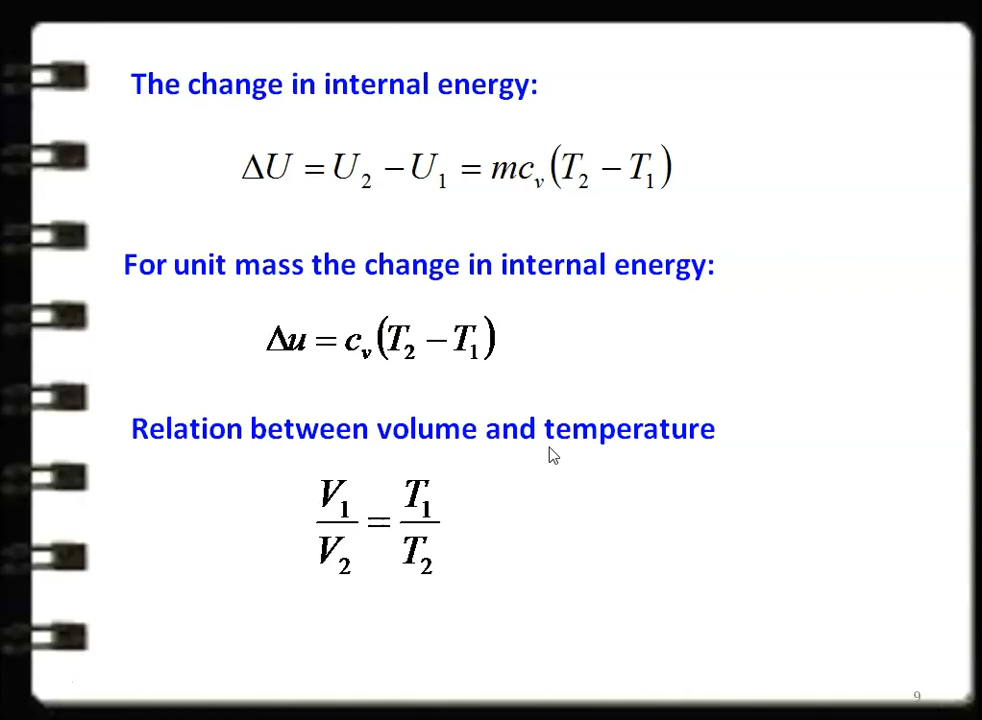 The change in internal energy:
ΔU = U₂ − U₁ = mcᵥ(T₂ − T₁)
For unit mass the change in internal energy:
Δu = cᵥ(T₂ − T₁)
Relation between volume and temperature
V₁/V₂ = T₁/T₂
9